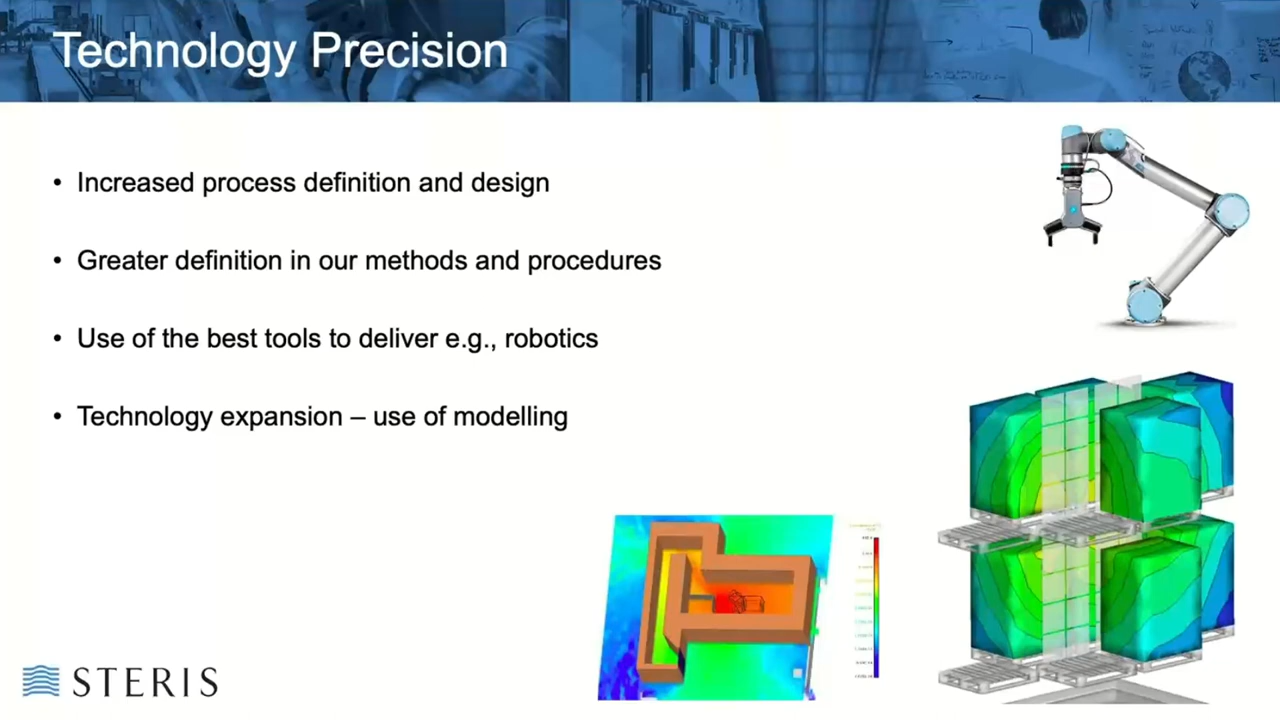 Technology Precision
• Increased process definition and design
• Greater definition in our methods and procedures
• Use of the best tools to deliver e.g., robotics
• Technology expansion – use of modelling
STERIS